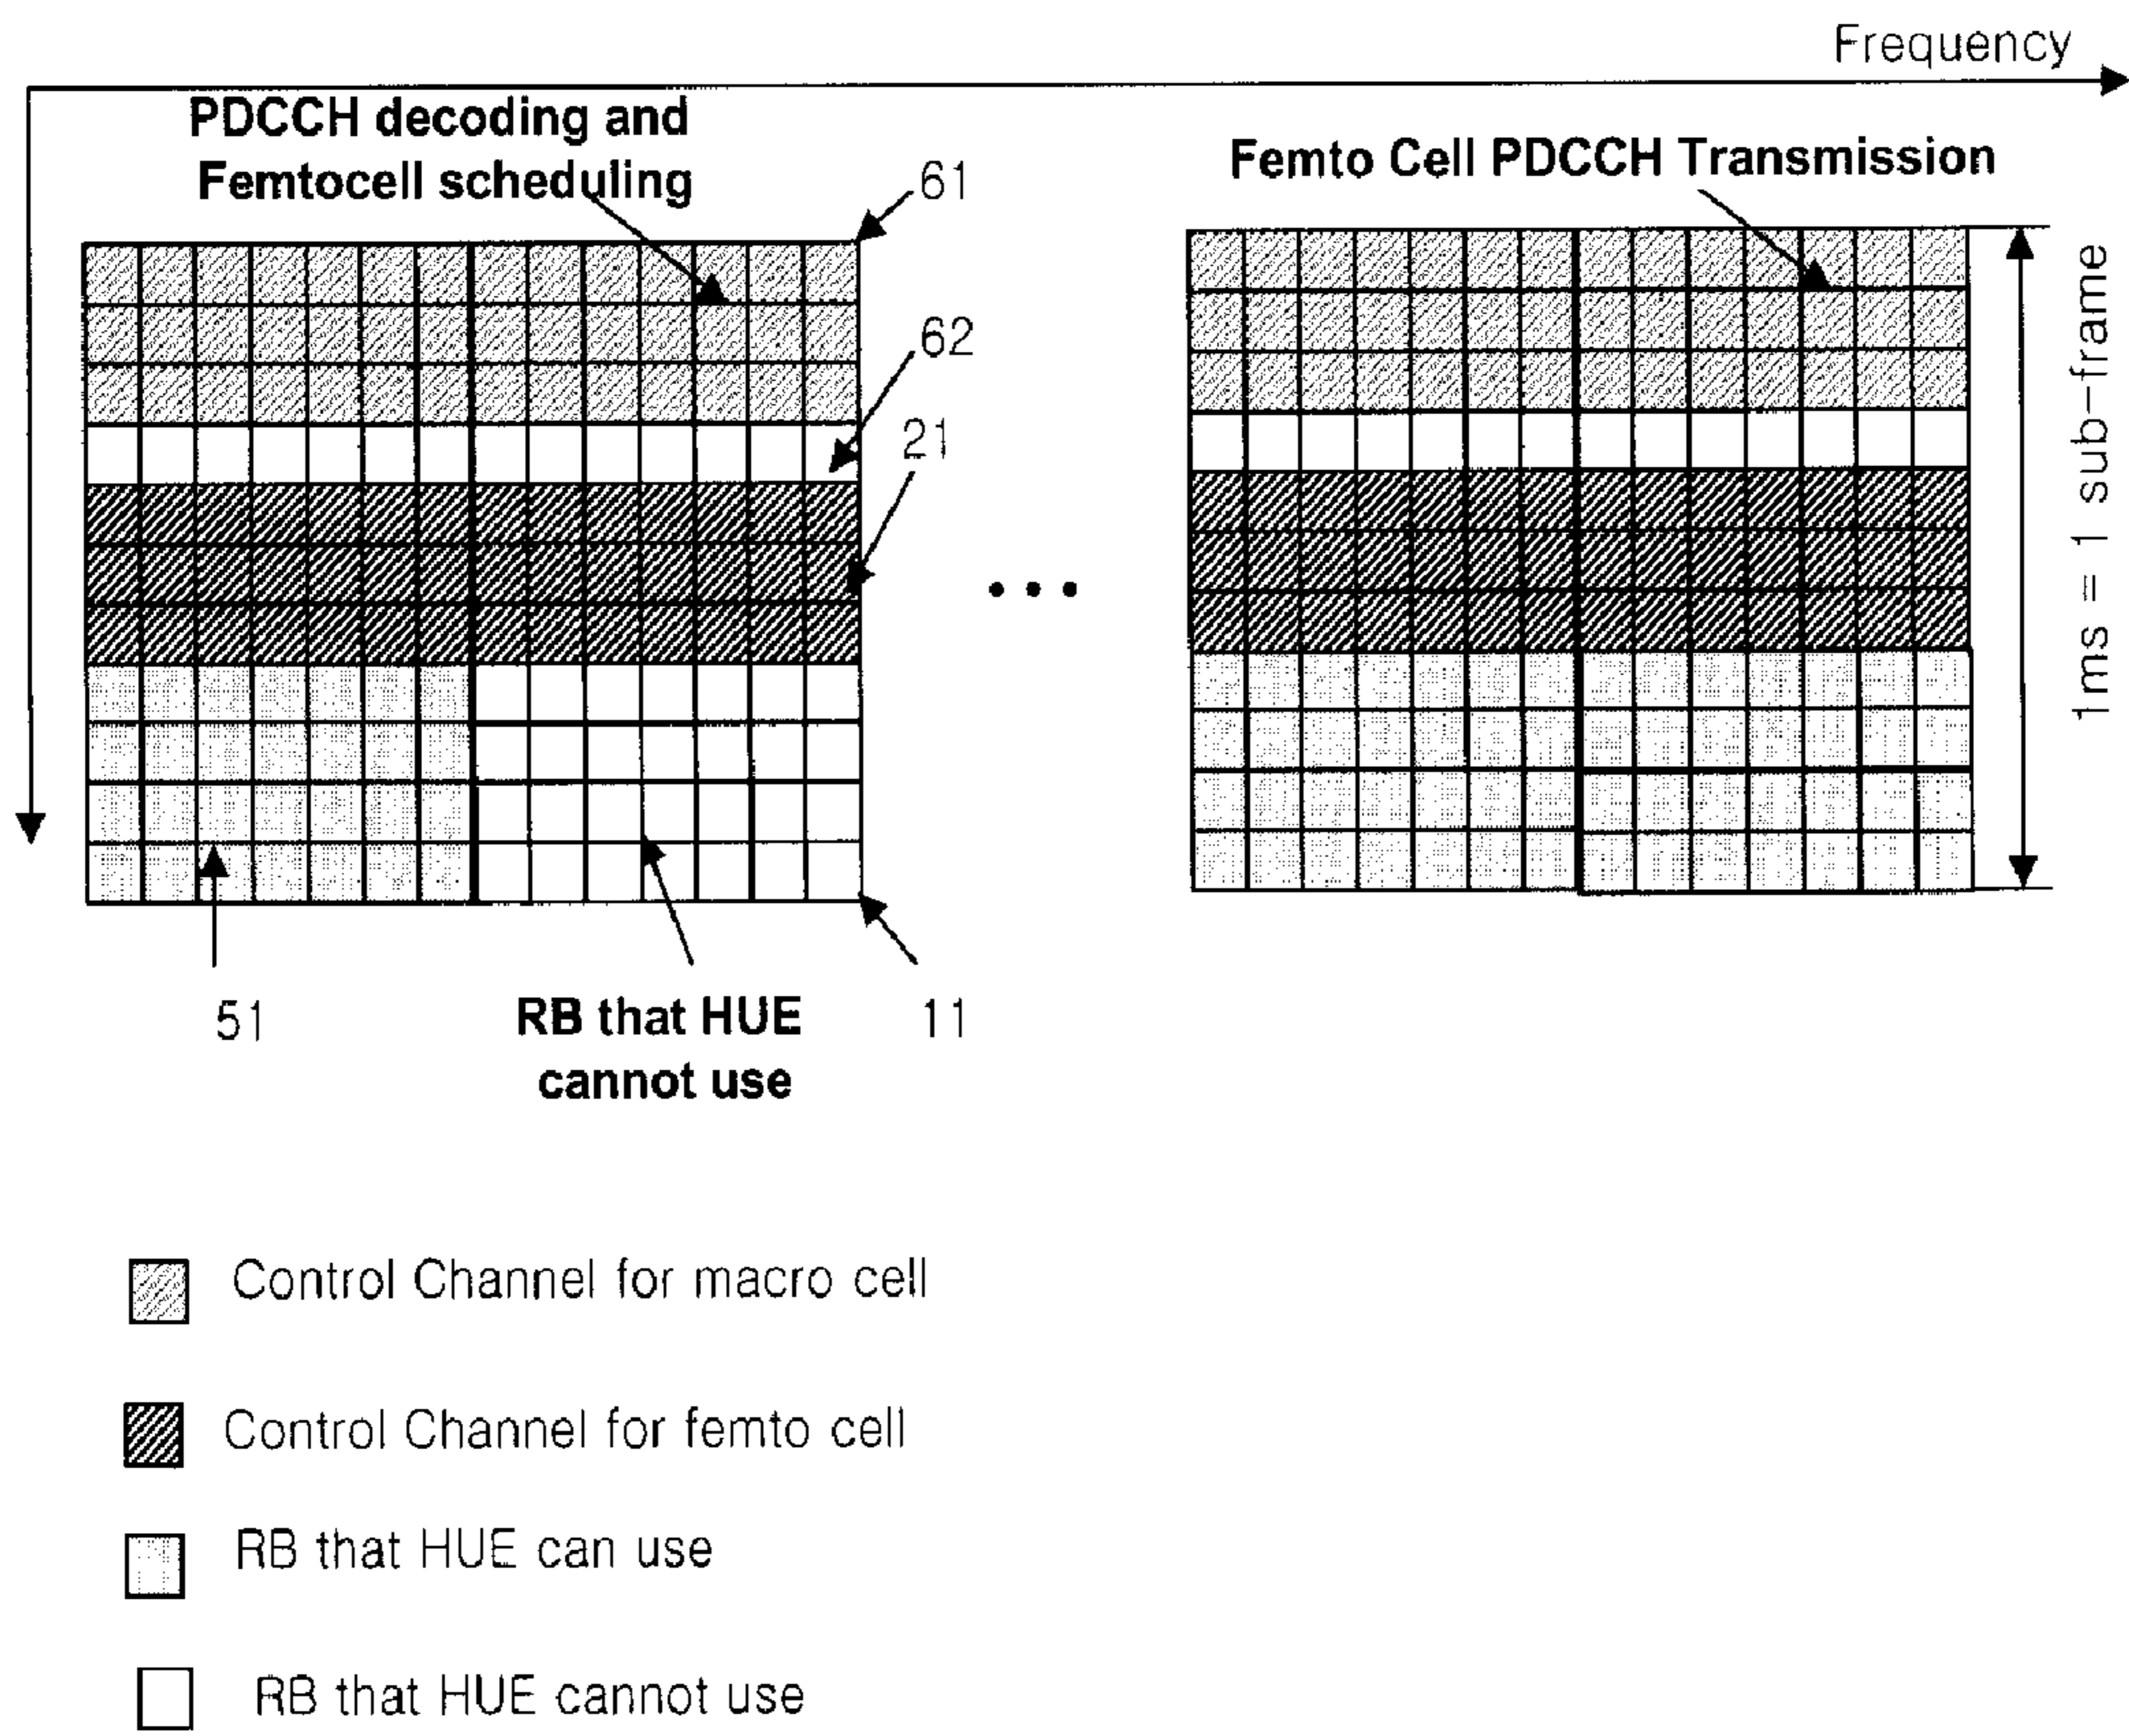 Frequency
PDCCH decoding and
Femtocell scheduling
61
Femto Cell PDCCH Transmission
62
21
1ms = 1 sub-frame
51
RB that HUE
cannot use
11
Control Channel for macro cell
Control Channel for femto cell
RB that HUE can use
RB that HUE cannot use